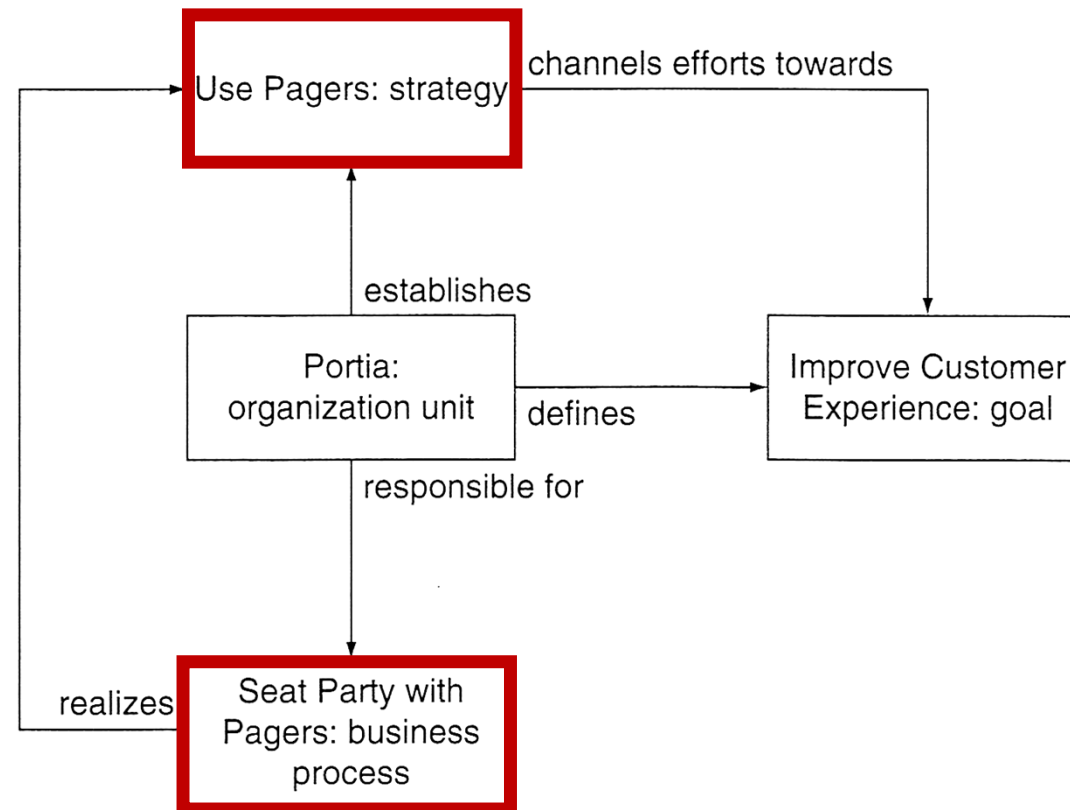 channels efforts towards
Use Pagers: strategy
establishes
Portia:
organization unit
defines
Improve Customer
Experience: goal
responsible for
realizes
Seat Party with
Pagers: business
process